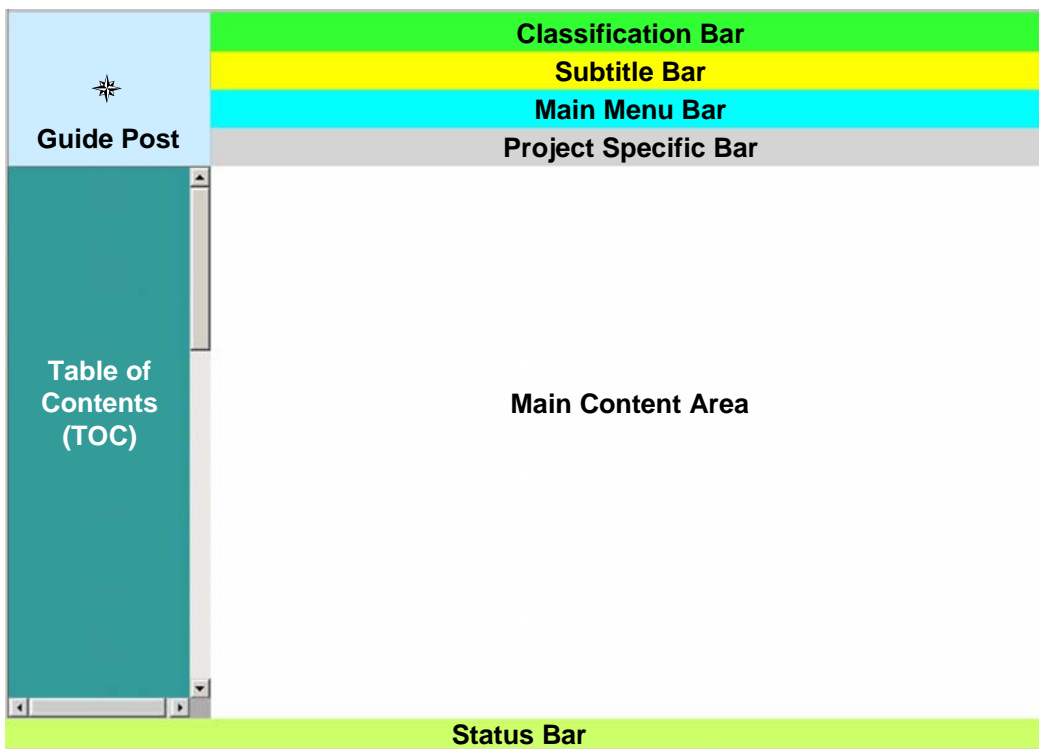 Classification Bar
Subtitle Bar
Main Menu Bar
Guide Post
Project Specific Bar
Table of
Contents
(TOC)
Main Content Area
Status Bar